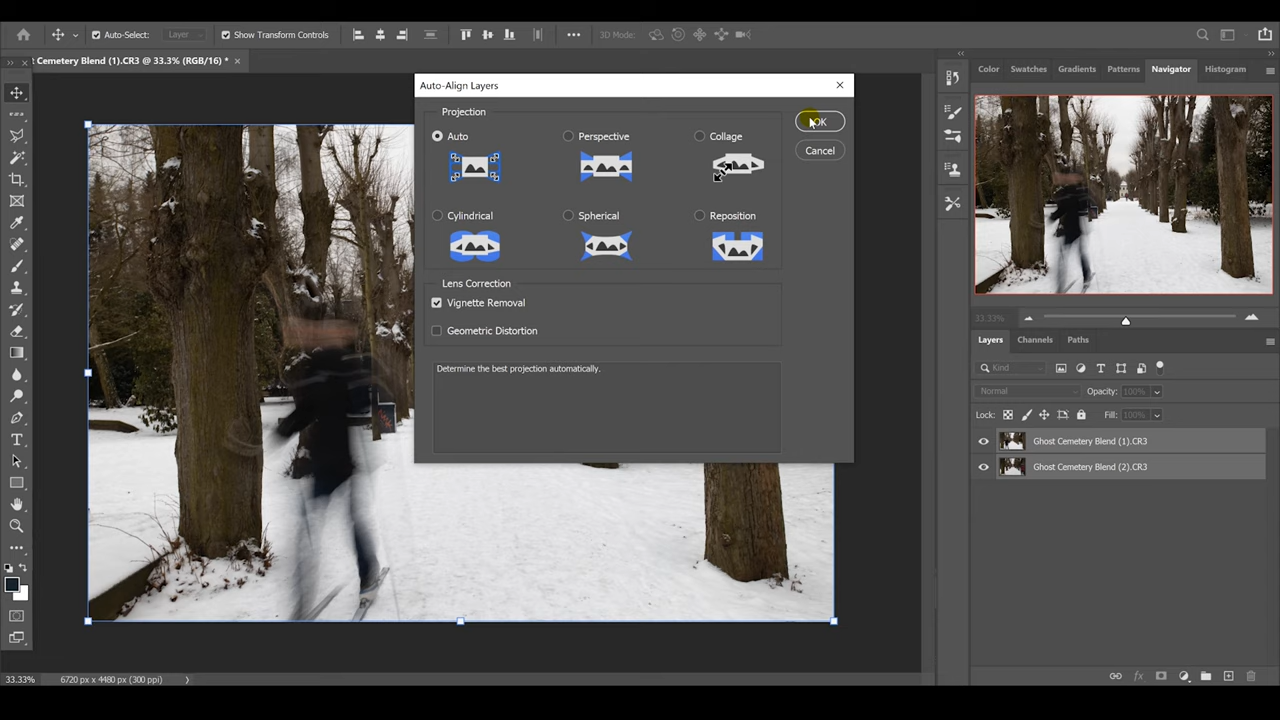 Auto-Select:
Layer
Show Transform Controls
3D Mode:
Cemetery Blend (1).CR3 @ 33.3% (RGB/16) *
Color
Swatches
Gradients
Patterns
Navigator
Histogram
Auto-Align Layers
Projection
Auto
Perspective
Collage
OK
Cancel
Cylindrical
Spherical
Reposition
Lens Correction
Vignette Removal
Geometric Distortion
Determine the best projection automatically.
33.33%
Layers
Channels
Paths
Kind
Normal
Opacity: 100%
Lock:
Fill: 100%
Ghost Cemetery Blend (1).CR3
Ghost Cemetery Blend (2).CR3
33.33%
6720 px x 4480 px (300 ppi)